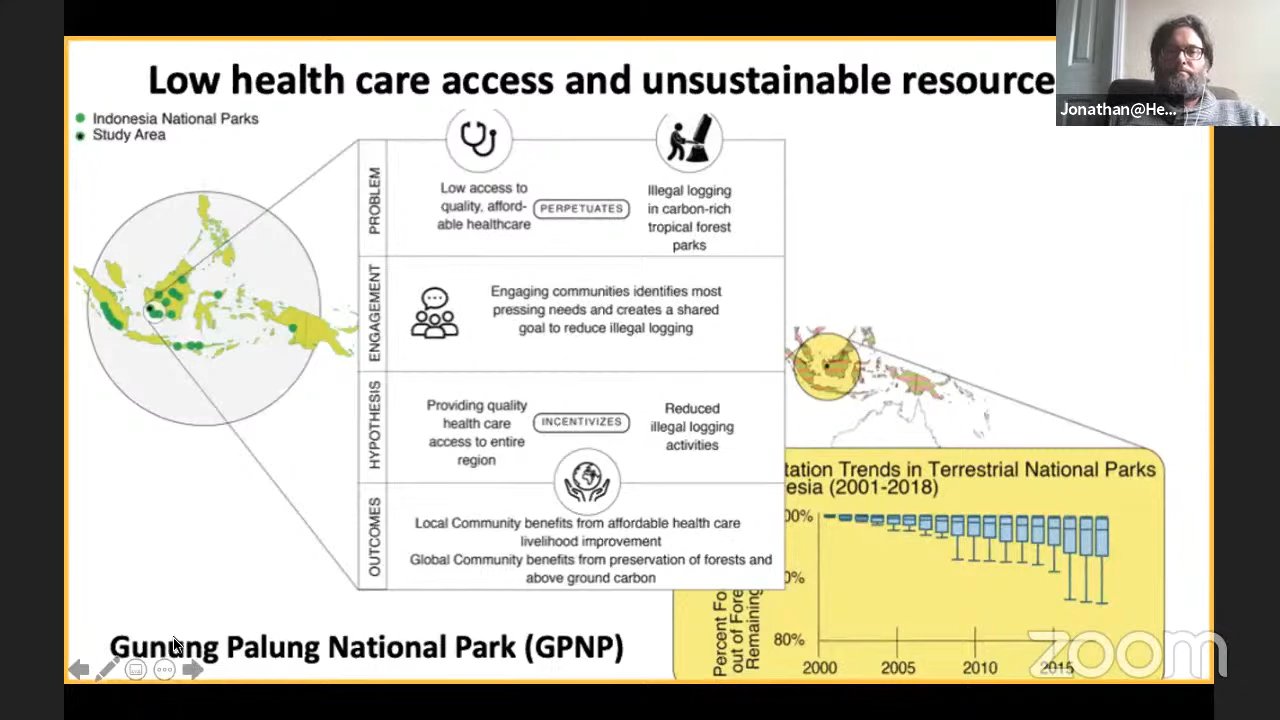 Low health care access and unsustainable resource
Jonathan@He...
Indonesia National Parks
Study Area
PROBLEM
Low access to
quality, afford-
able healthcare
PERPETUATES
Illegal logging
in carbon-rich
tropical forest
parks
ENGAGEMENT
Engaging communities identifies most
pressing needs and creates a shared
goal to reduce illegal logging
HYPOTHESIS
Providing quality
health care
access to entire
region
INCENTIVIZES
Reduced
illegal logging
activities
OUTCOMES
Local Community benefits from affordable health care
livelihood improvement
Global Community benefits from preservation of forests and
above ground carbon
tation Trends in Terrestrial National Parks
esia (2001-2018)
00%
0%
80%
Percent Fo
out of Fore
Remaining
2000
2005
2010
2015
Gunung Palung National Park (GPNP)
zoom